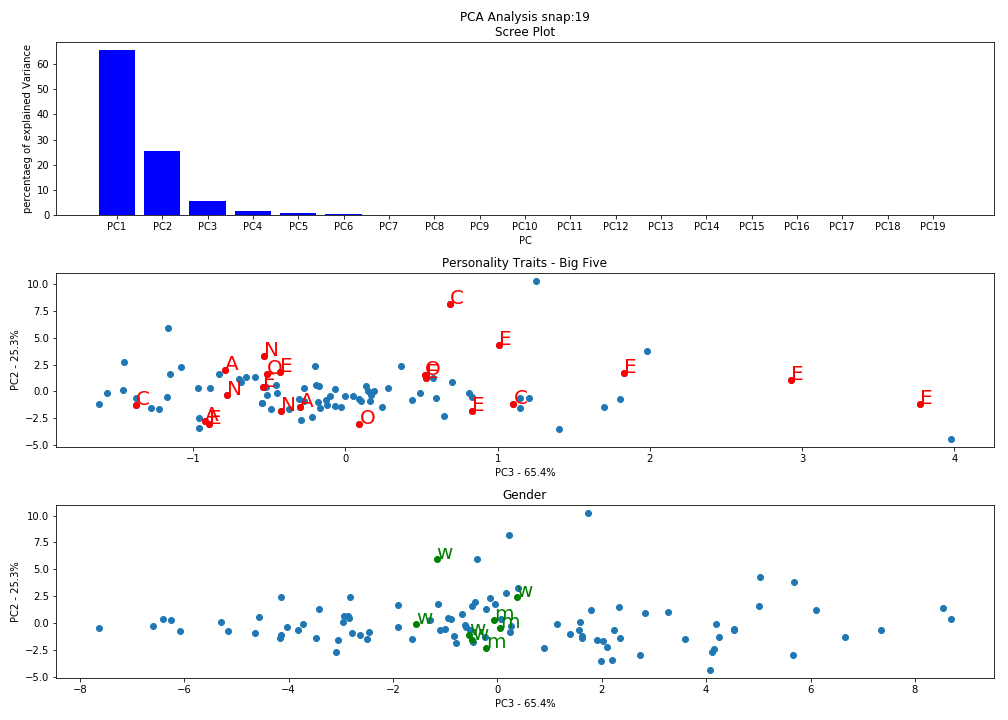 PCA Analysis snap:19
Scree Plot
percentaeg of explained Variance
60
50
40
30
20
10
0
PC1 PC2 PC3 PC4 PC5 PC6 PC7 PC8 PC9 PC10 PC11 PC12 PC13 PC14 PC15 PC16 PC17 PC18 PC19
PC
Personality Traits - Big Five
PC2 - 25.3%
10.0
7.5
5.0
2.5
0.0
−2.5
−5.0
C
E
N
A
O
E
E
E
E
N
C
N
A
E
C
E
A
E
O
−1 0 1 2 3 4
PC3 - 65.4%
Gender
PC2 - 25.3%
10.0
7.5
5.0
2.5
0.0
−2.5
−5.0
w
w
w
m
m
w
w
m
−8 −6 −4 −2 0 2 4 6 8
PC3 - 65.4%